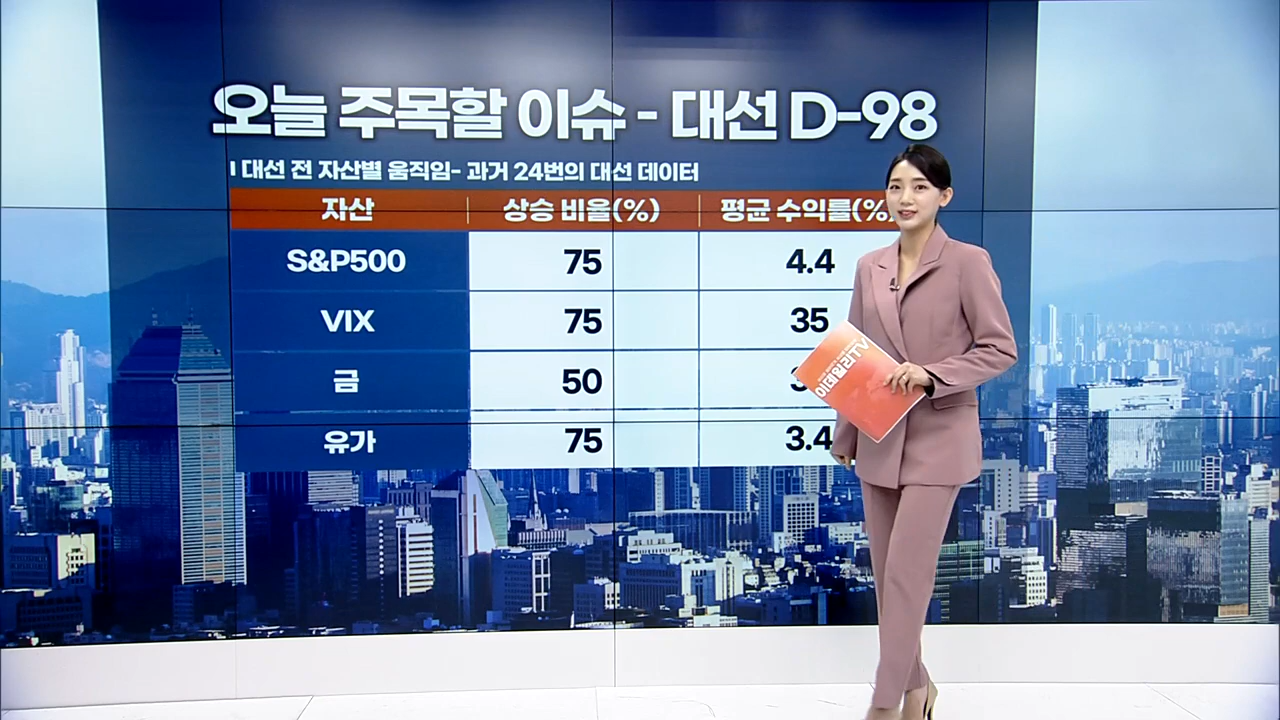 오늘 주목할 이슈 - 대선 D-98
대선 전 자산별 움직임- 과거 24번의 대선 데이터
자산 상승 비율(%) 평균 수익률(%
S&P500 75 4.4
VIX 75 35
금 50
유가 75 3.4
이데일리TV